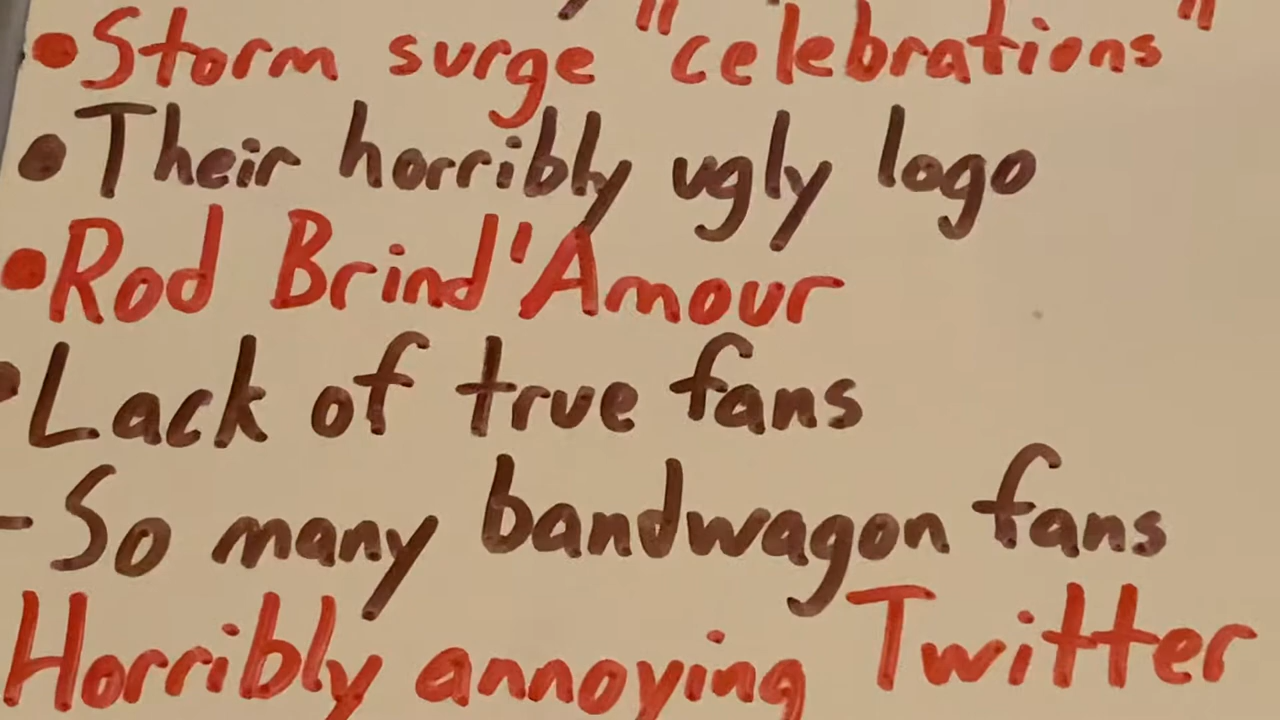 •Storm surge "celebrations"
•Their horribly ugly logo
•Rod Brind'Amour
•Lack of true fans
-So many bandwagon fans
Horribly annoying Twitter